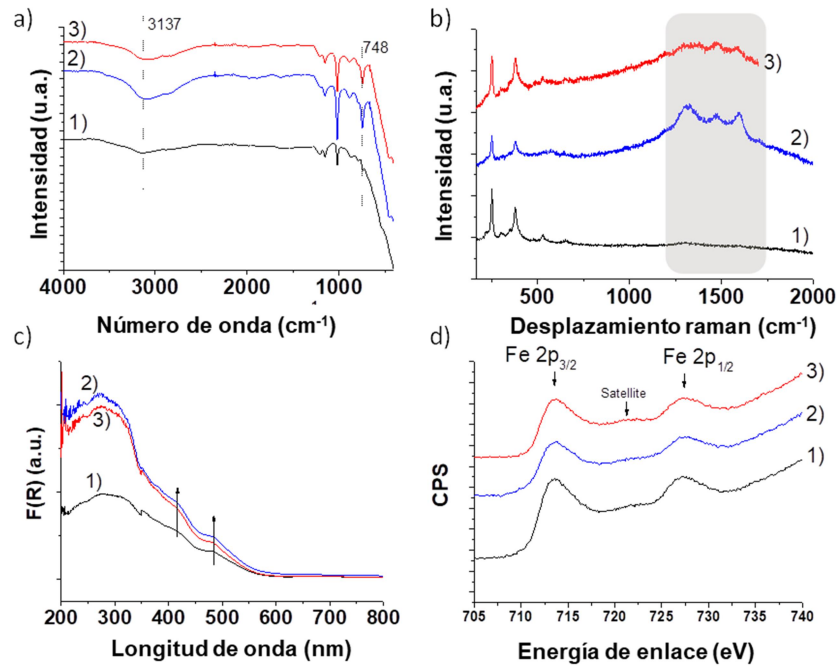 a)
3137
748
3)
2)
1)
Intensidad (u.a.)
4000 3000 2000 1000
Número de onda (cm-1)
b)
3)
2)
1)
Intensidad (u.a.)
500 1000 1500 2000
Desplazamiento raman (cm-1)
c)
2)
3)
1)
F(R) (a.u.)
200 300 400 500 600 700 800
Longitud de onda (nm)
d)
Fe 2p3/2
Fe 2p1/2
Satellite
3)
2)
1)
CPS
705 710 715 720 725 730 735 740
Energía de enlace (eV)